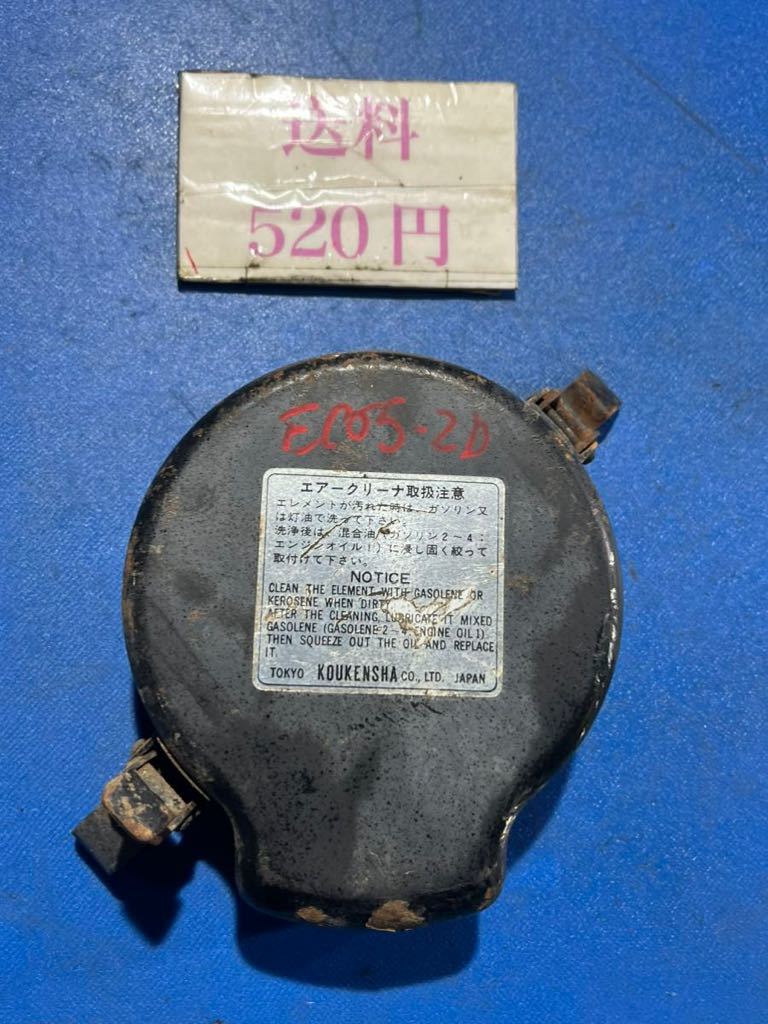 送料
520円
EC05-2D
エアークリーナ取扱注意
エレメントが汚れた時は、ガソリン又
は灯油で洗って下さい。
洗浄後は、混合油（ガソリン2〜4：
エンジンオイル1）に浸し固く絞って
取付けて下さい。
NOTICE
CLEAN THE ELEMENT WITH GASOLENE OR
KEROSENE WHEN DIRT
AFTER THE CLEANING, LUBRICATE IT MIXED
GASOLENE (GASOLENE 2~4 ENGINE OIL 1).
THEN SQUEEZE OUT THE OIL AND REPLACE
IT.
TOKYO KOUKENSHA CO., LTD. JAPAN